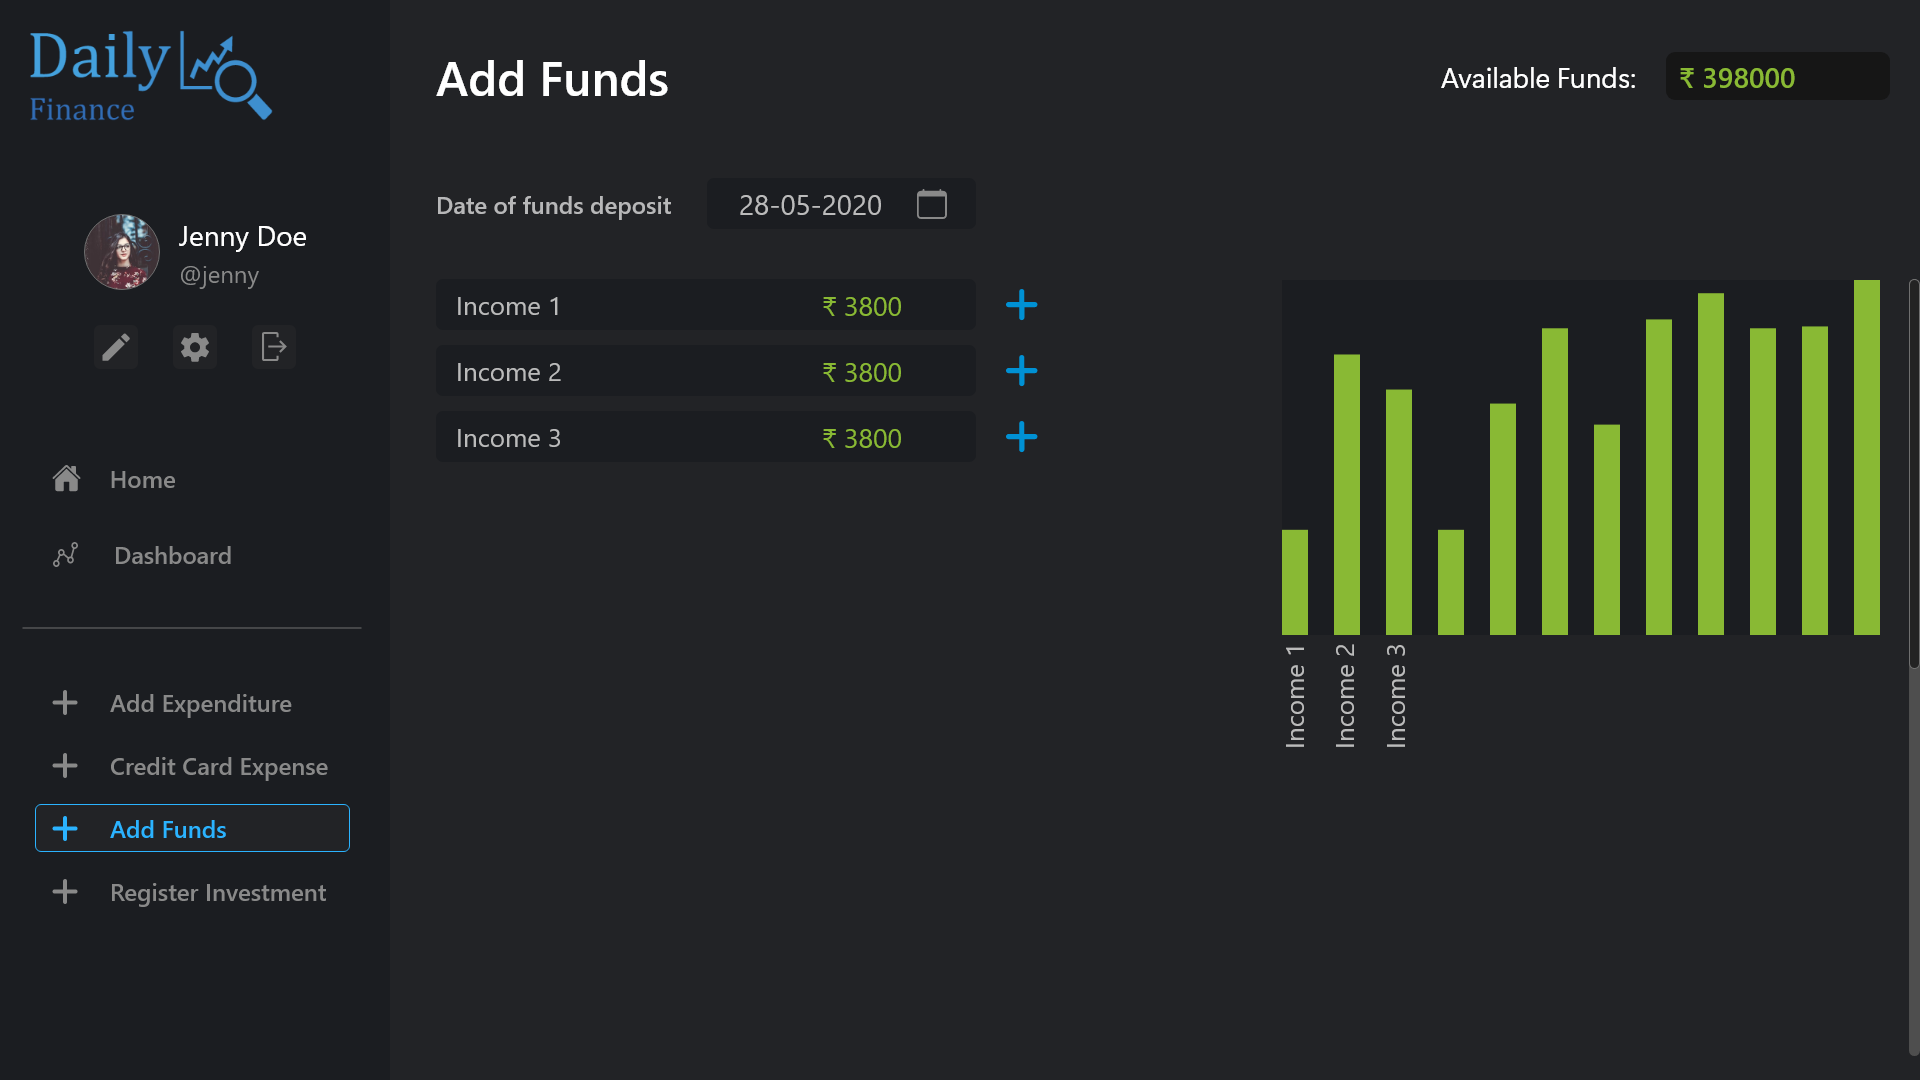 Daily
Finance
Jenny Doe
@jenny
Home
Dashboard
Add Expenditure
Credit Card Expense
Add Funds
Register Investment
Add Funds
Available Funds: ₹ 398000
Date of funds deposit 28-05-2020
Income 1 ₹ 3800
Income 2 ₹ 3800
Income 3 ₹ 3800
Income 1
Income 2
Income 3